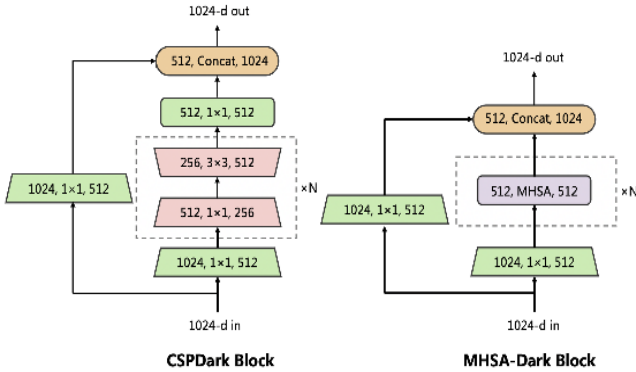 1024-d out
512, Concat, 1024
512, 1×1, 512
256, 3×3, 512
×N
1024, 1×1, 512
512, 1×1, 256
1024, 1×1, 512
1024-d in
CSPDark Block
1024-d out
512, Concat, 1024
512, MHSA, 512
×N
1024, 1×1, 512
1024, 1×1, 512
1024-d in
MHSA-Dark Block